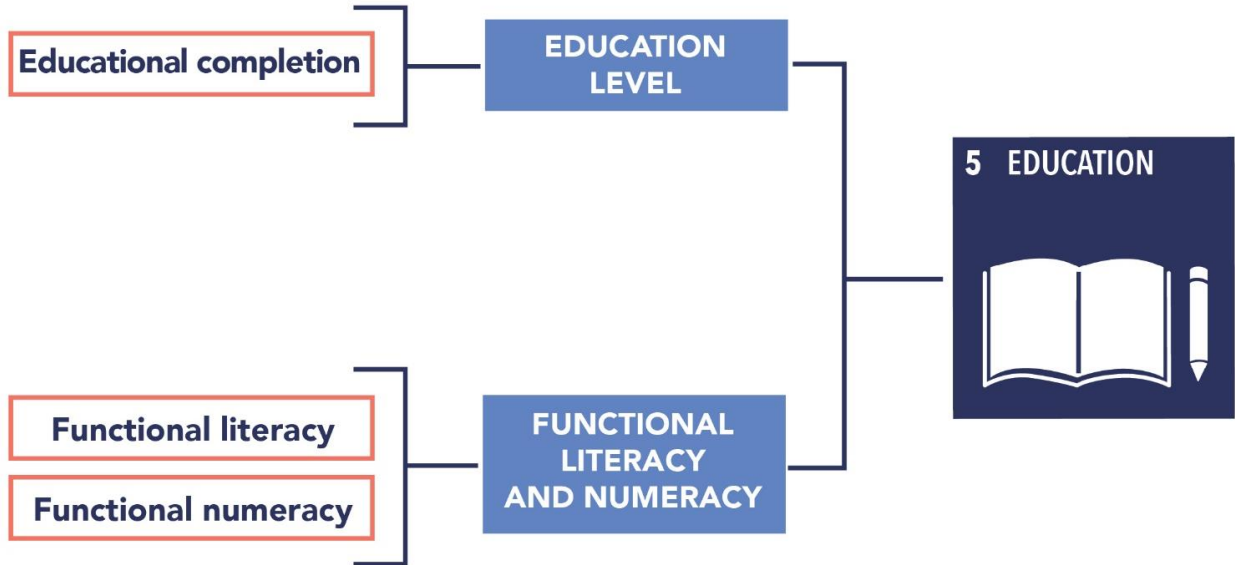 Educational completion
EDUCATION
LEVEL
5 EDUCATION
Functional literacy
Functional numeracy
FUNCTIONAL
LITERACY
AND NUMERACY